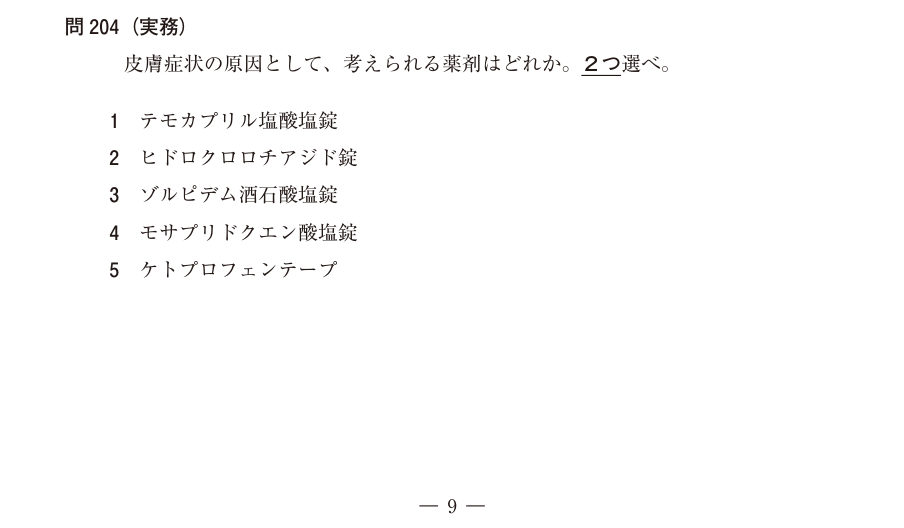 問 204（実務）
皮膚症状の原因として、考えられる薬剤はどれか。２つ選べ。
1 テモカプリル塩酸塩錠
2 ヒドロクロロチアジド錠
3 ゾルピデム酒石酸塩錠
4 モサプリドクエン酸塩錠
5 ケトプロフェンテープ
— 9 —